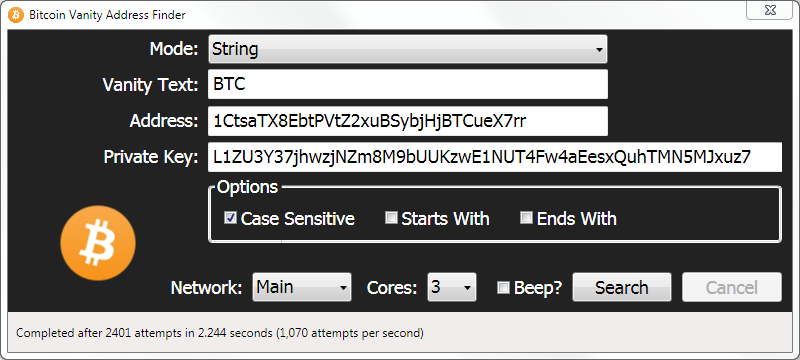 Bitcoin Vanity Address Finder
Mode: String
Vanity Text: BTC
Address: 1CtsaTX8EbtPVtZ2xuBSybjHjBTCueX7rr
Private Key: L1ZU3Y37jhwzjNZm8M9bUUKzwE1NUT4Fw4aEesxQuhTMN5MJxuz7
Options
Case Sensitive Starts With Ends With
Network: Main Cores: 3 Beep? Search Cancel
Completed after 2401 attempts in 2.244 seconds (1,070 attempts per second)